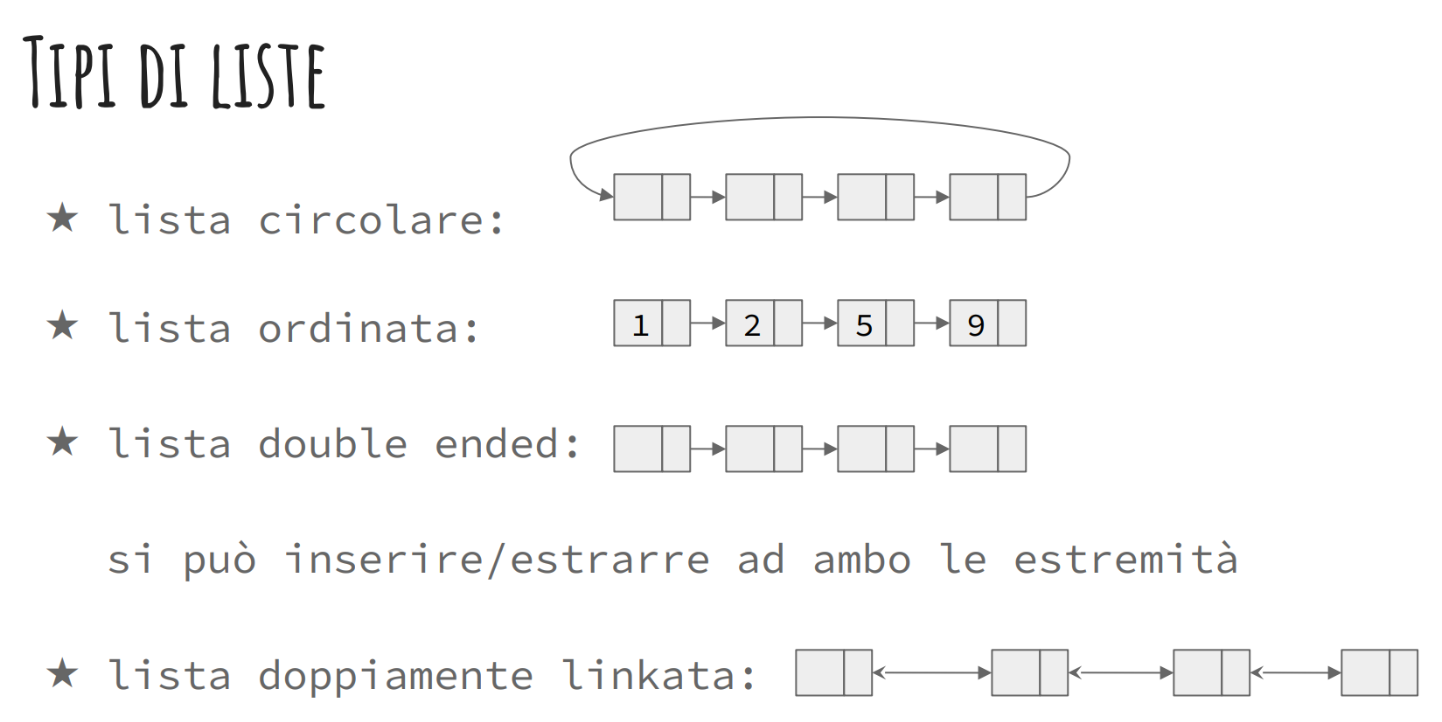 Tipi di liste
★ lista circolare:
★ lista ordinata:
1 2 5 9
★ lista double ended:
si può inserire/estrarre ad ambo le estremità
★ lista doppiamente linkata: